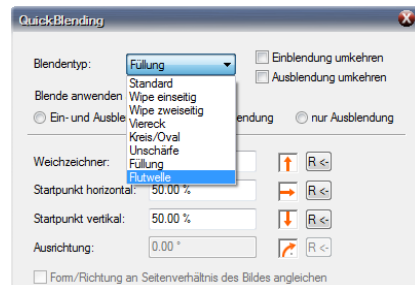 QuickBlending
Blendentyp: Füllung
Einblendung umkehren
Ausblendung umkehren
Standard
Wipe einseitig
Blende anwenden
Wipe zweiseitig
Viereck
Ein- und Ausble
endung
nur Ausblendung
Kreis/Oval
Unschärfe
Weichzeichner:
Füllung
R <-
Flutwelle
Startpunkt horizontal: 50.00 % R <-
Startpunkt vertikal: 50.00 % R <-
Ausrichtung: 0.00 ° R <-
Form/Richtung an Seitenverhältnis des Bildes angleichen